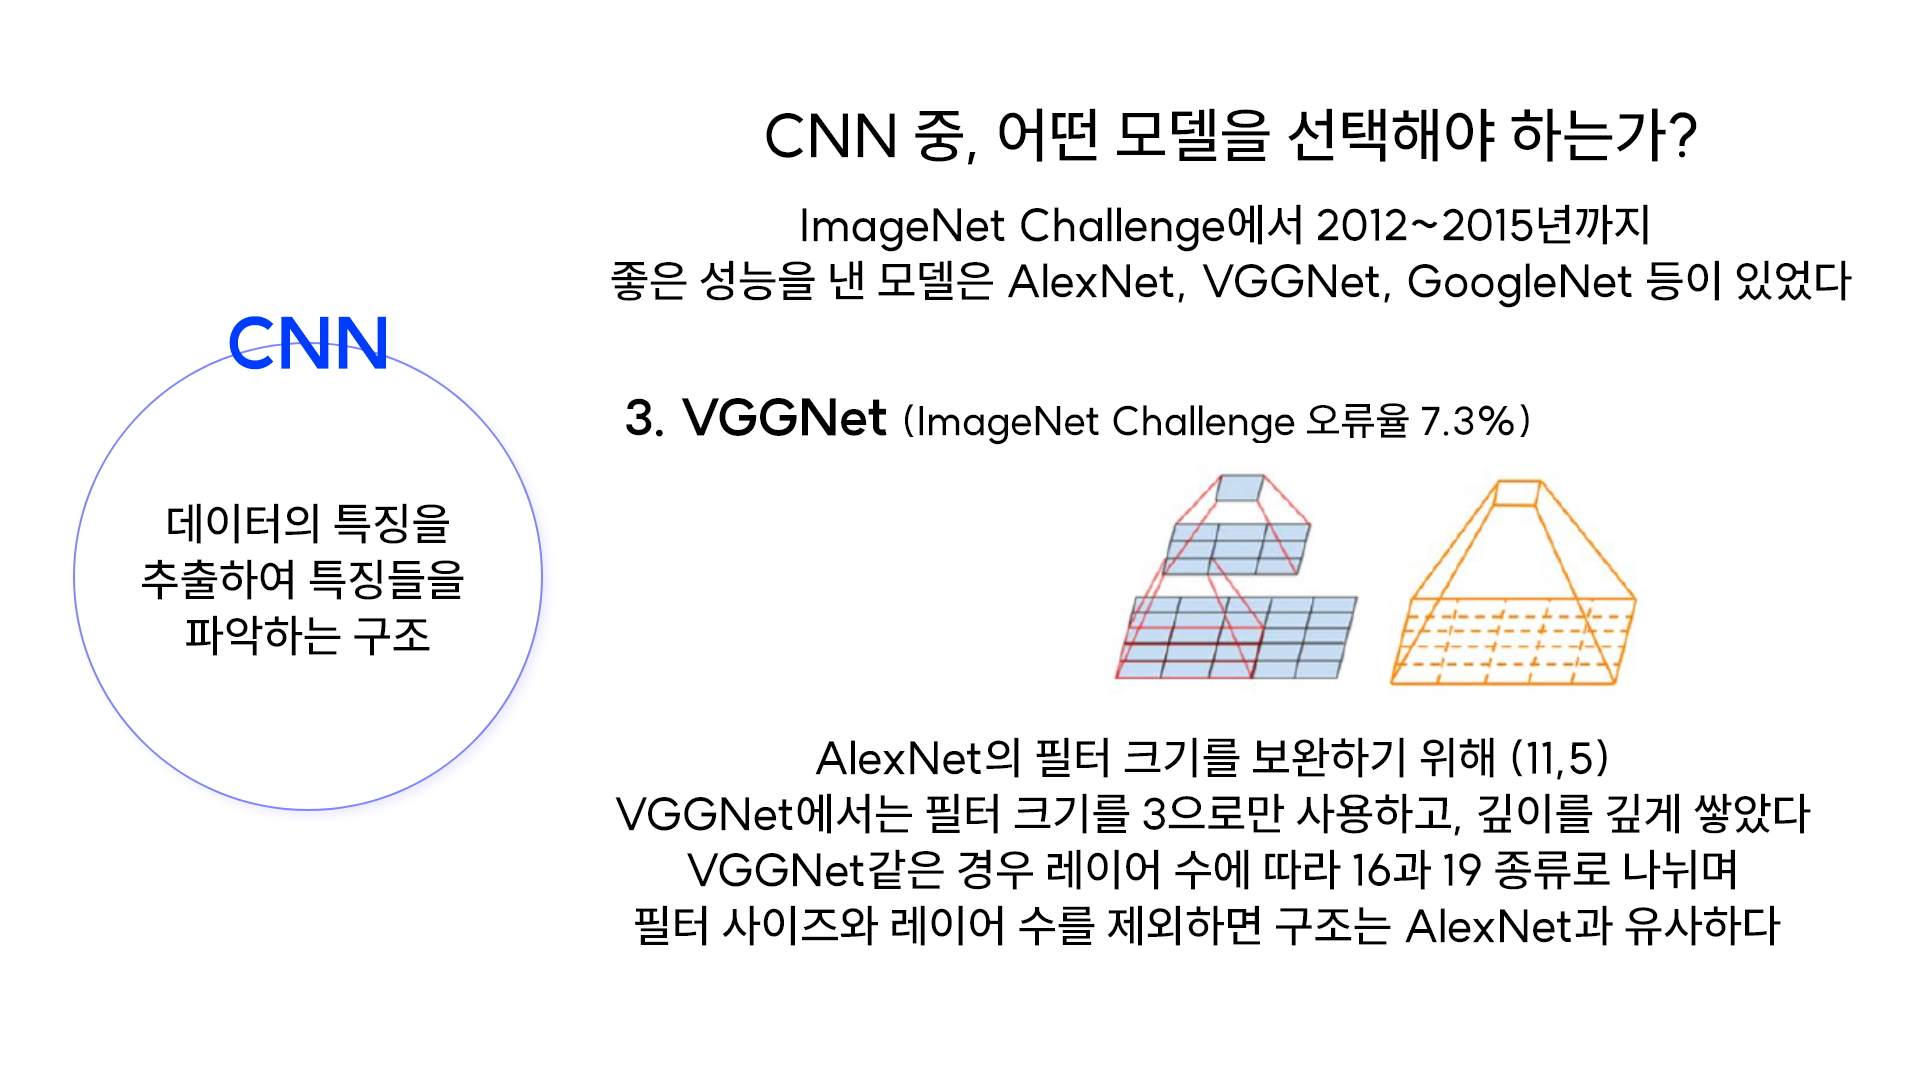 CNN
데이터의 특징을
추출하여 특징들을
파악하는 구조
CNN 중, 어떤 모델을 선택해야 하는가?
ImageNet Challenge에서 2012~2015년까지
좋은 성능을 낸 모델은 AlexNet, VGGNet, GoogleNet 등이 있었다
3. VGGNet (ImageNet Challenge 오류율 7.3%)
AlexNet의 필터 크기를 보완하기 위해 (11,5)
VGGNet에서는 필터 크기를 3으로만 사용하고, 깊이를 깊게 쌓았다
VGGNet같은 경우 레이어 수에 따라 16과 19 종류로 나뉘며
필터 사이즈와 레이어 수를 제외하면 구조는 AlexNet과 유사하다